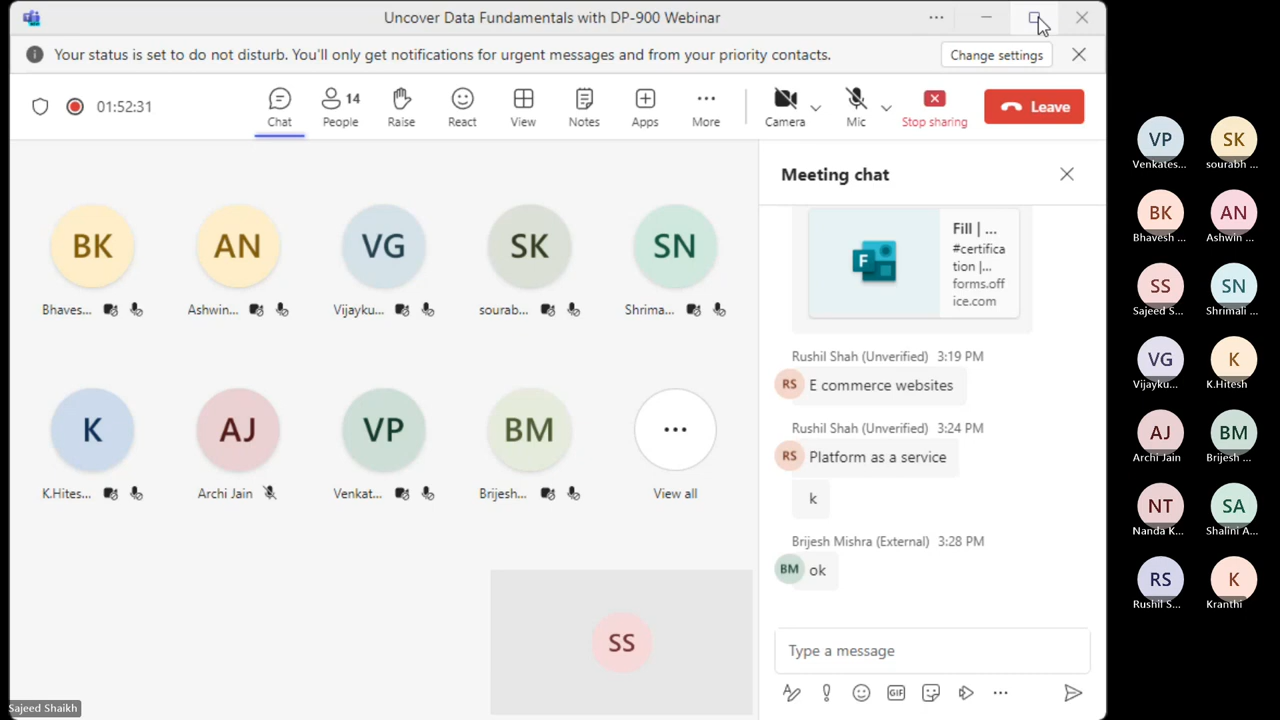 Uncover Data Fundamentals with DP-900 Webinar
Your status is set to do not disturb. You'll only get notifications for urgent messages and from your priority contacts.
Change settings
01:52:31
Chat
14
People
Raise
React
View
Notes
Apps
More
Camera
Mic
Stop sharing
Leave
BK
Bhaves...
AN
Ashwin...
VG
Vijayku...
SK
sourab...
SN
Shrima...
K
K.Hites...
AJ
Archi Jain
VP
Venkat...
BM
Brijesh...
View all
SS
Sajeed Shaikh
Meeting chat
F
Fill | ...
#certifica
tion |...
forms.off
ice.com
Rushil Shah (Unverified) 3:19 PM
RS E commerce websites
Rushil Shah (Unverified) 3:24 PM
RS Platform as a service
k
Brijesh Mishra (External) 3:28 PM
BM ok
Type a message
GIF
VP
Venkates...
SK
sourabh ...
BK
Bhavesh ...
AN
Ashwin ...
SS
Sajeed S...
SN
Shrimali ...
VG
Vijayku...
K
K.Hitesh
AJ
Archi Jain
BM
Brijesh ...
NT
Nanda K...
SA
Shalini A...
RS
Rushil S...
K
Kranthi